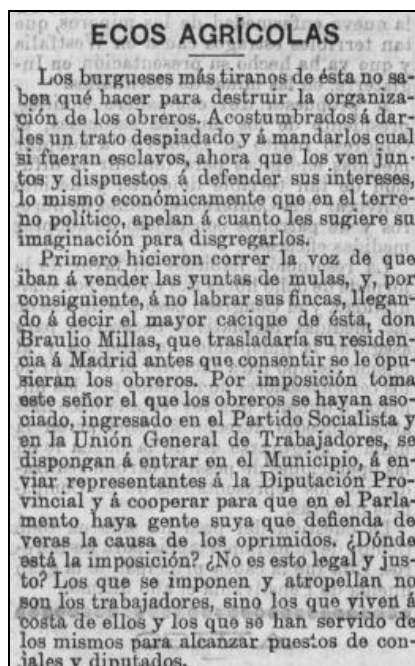 ECOS AGRÍCOLAS
Los burgueses más tiranos de ésta no sa-
ben qué hacer para destruir la organiza-
ción de los obreros. Acostumbrados á dar-
les un trato despiadado y á mandarlos cual
si fueran esclavos, ahora que los ven jun-
tos y dispuestos á defender sus intereses,
lo mismo económicamente que en el terre-
no político, apelan á cuanto les sugiere su
imaginación para disgregarlos.
Primero hicieron correr la voz de que
iban á vender las yuntas de mulas, y, por
consiguiente, á no labrar sus fincas, llegan-
do á decir el mayor cacique de ésta, don
Braulio Millas, que trasladaría su residen-
cia á Madrid antes que consentir se le opu-
sieran los obreros. Por imposición toma
este señor el que los obreros se hayan aso-
ciado, ingresado en el Partido Socialista y
en la Unión General de Trabajadores, se
dispongan á entrar en el Municipio, á en-
viar representantes á la Diputación Pro-
vincial y á cooperar para que en el Parla-
mento haya gente suya que defienda de
veras la causa de los oprimidos. ¿Dónde
está la imposición? ¿No es esto legal y jus-
to? Los que se imponen y atropellan no
son los trabajadores, sino los que viven á
costa de ellos y los que se han servido de
los mismos para alcanzar puestos de con-
jales y diputados.